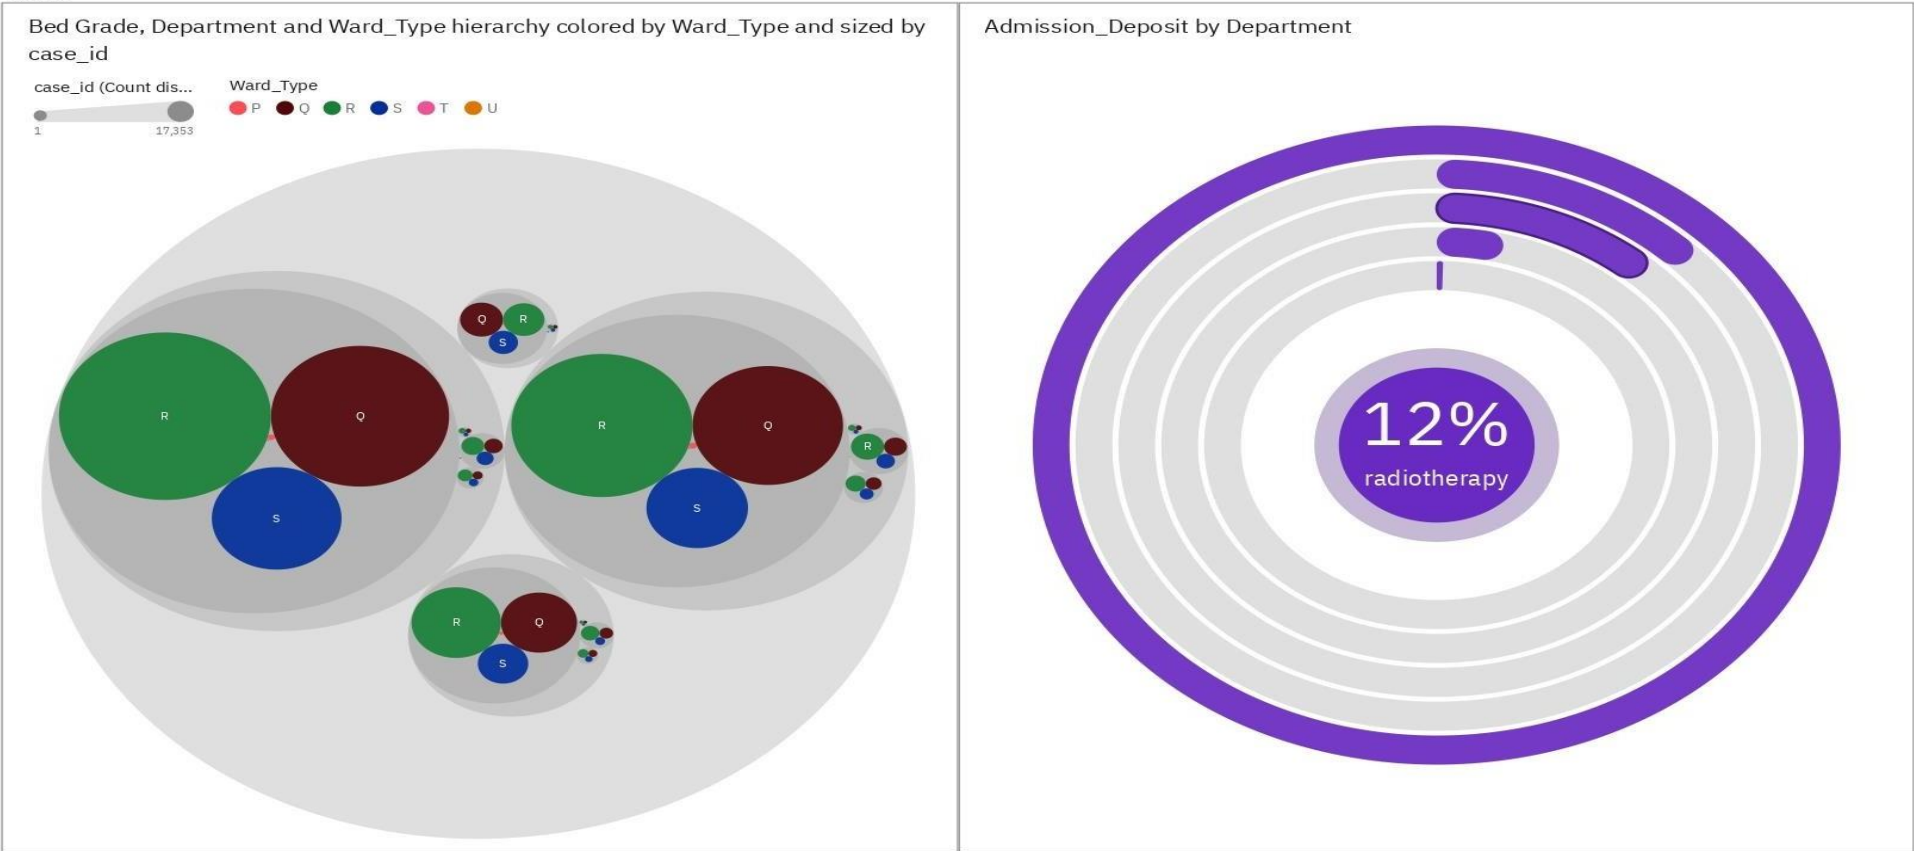 Bed Grade, Department and Ward_Type hierarchy colored by Ward_Type and sized by
case_id
case_id (Count dis...
1
17,353
Ward_Type
P
Q
R
S
T
U
Q
R
S
R
Q
S
R
Q
S
R
R
Q
S
Admission_Deposit by Department
12%
radiotherapy